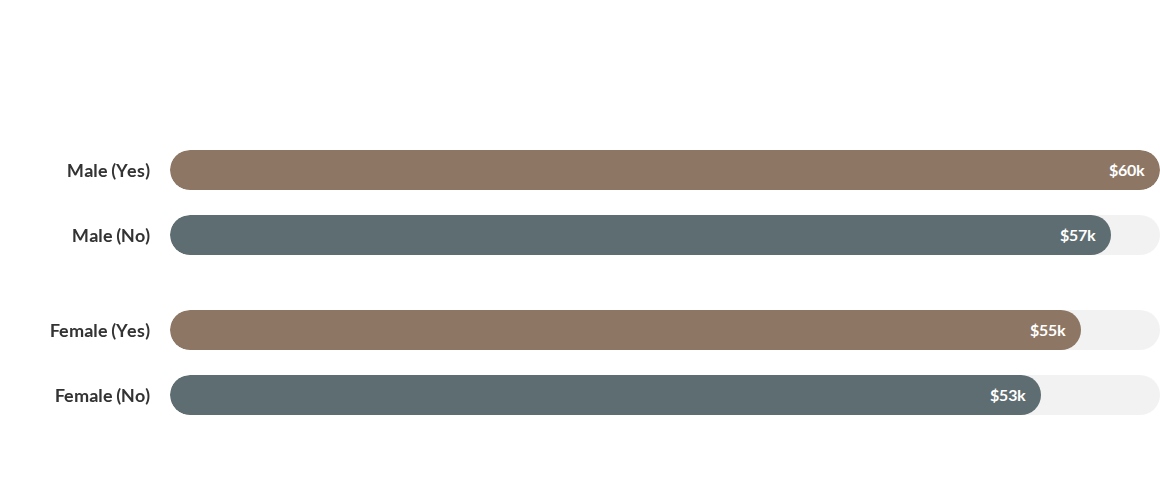 Male (Yes) $60k
Male (No) $57k
Female (Yes) $55k
Female (No) $53k